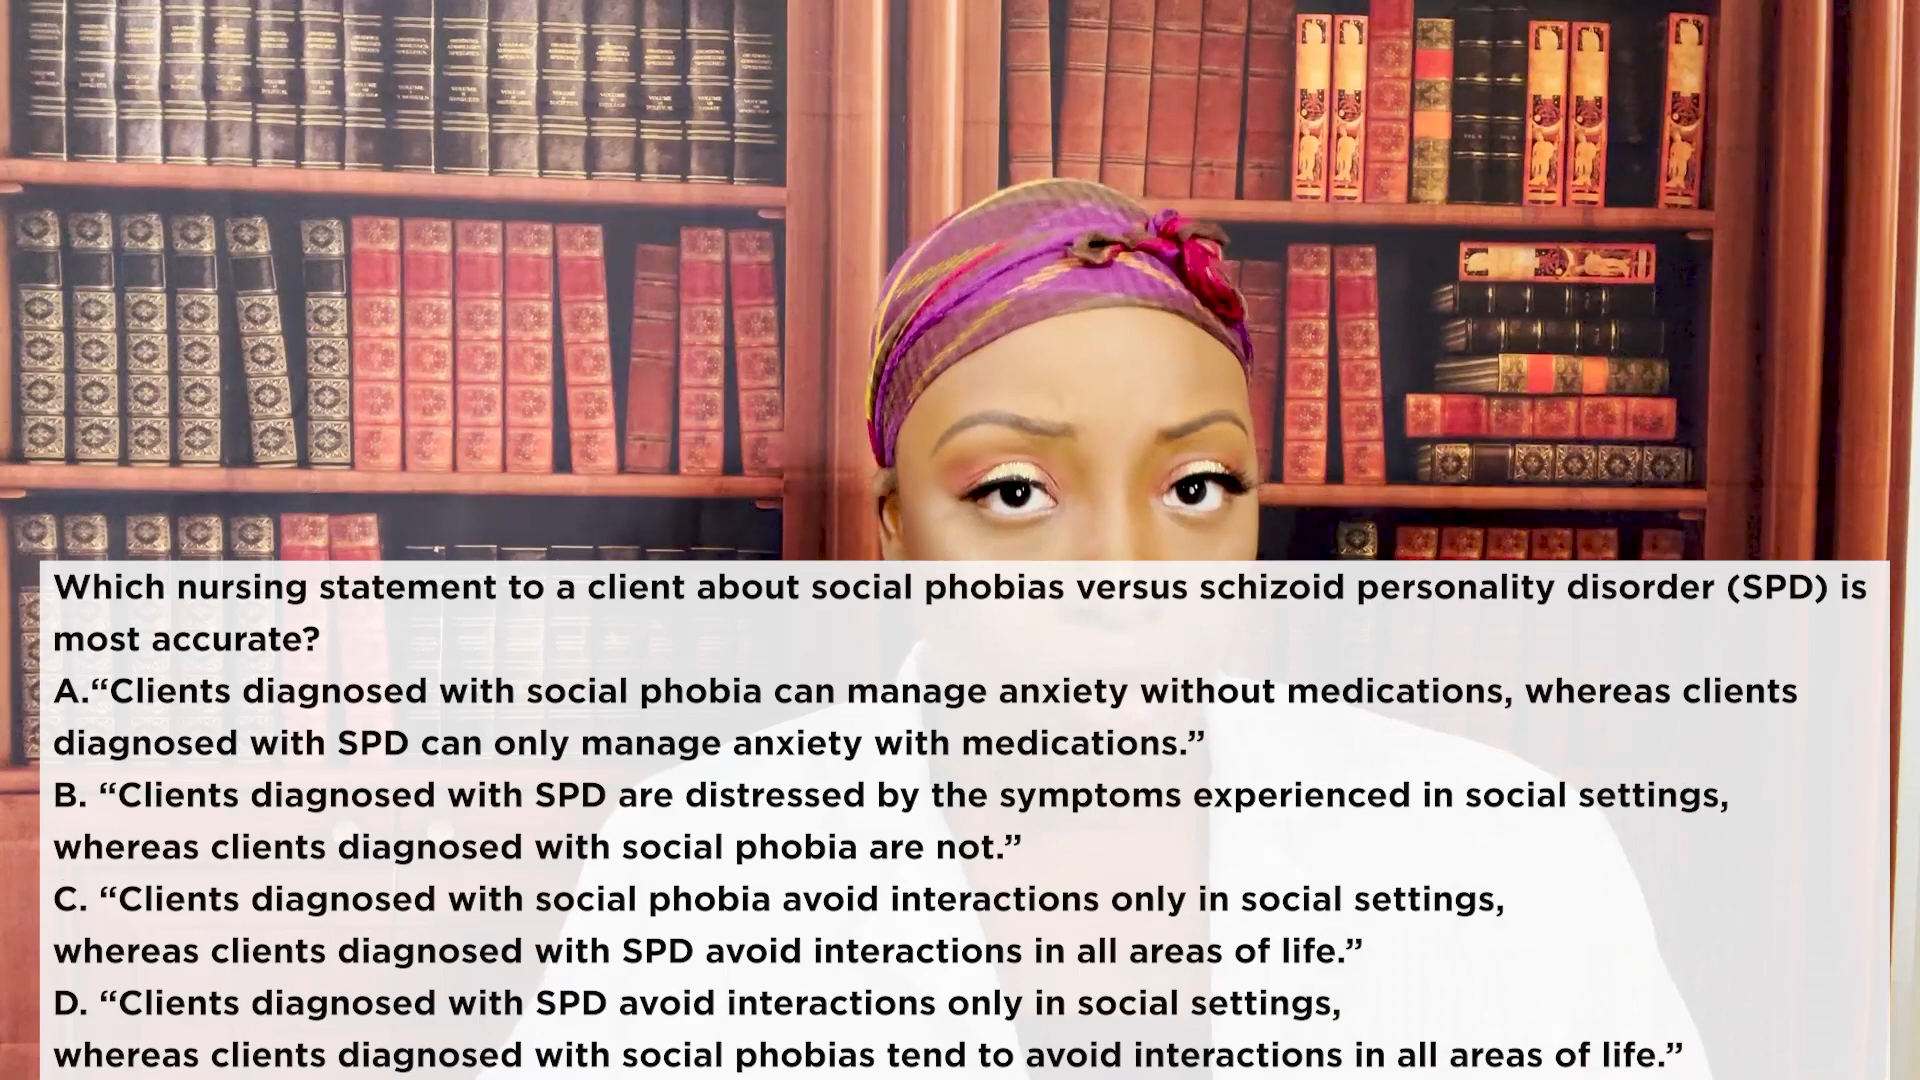 Which nursing statement to a client about social phobias versus schizoid personality disorder (SPD) is
most accurate?
A.“Clients diagnosed with social phobia can manage anxiety without medications, whereas clients
diagnosed with SPD can only manage anxiety with medications.”
B. “Clients diagnosed with SPD are distressed by the symptoms experienced in social settings,
whereas clients diagnosed with social phobia are not.”
C. “Clients diagnosed with social phobia avoid interactions only in social settings,
whereas clients diagnosed with SPD avoid interactions in all areas of life.”
D. “Clients diagnosed with SPD avoid interactions only in social settings,
whereas clients diagnosed with social phobias tend to avoid interactions in all areas of life.”